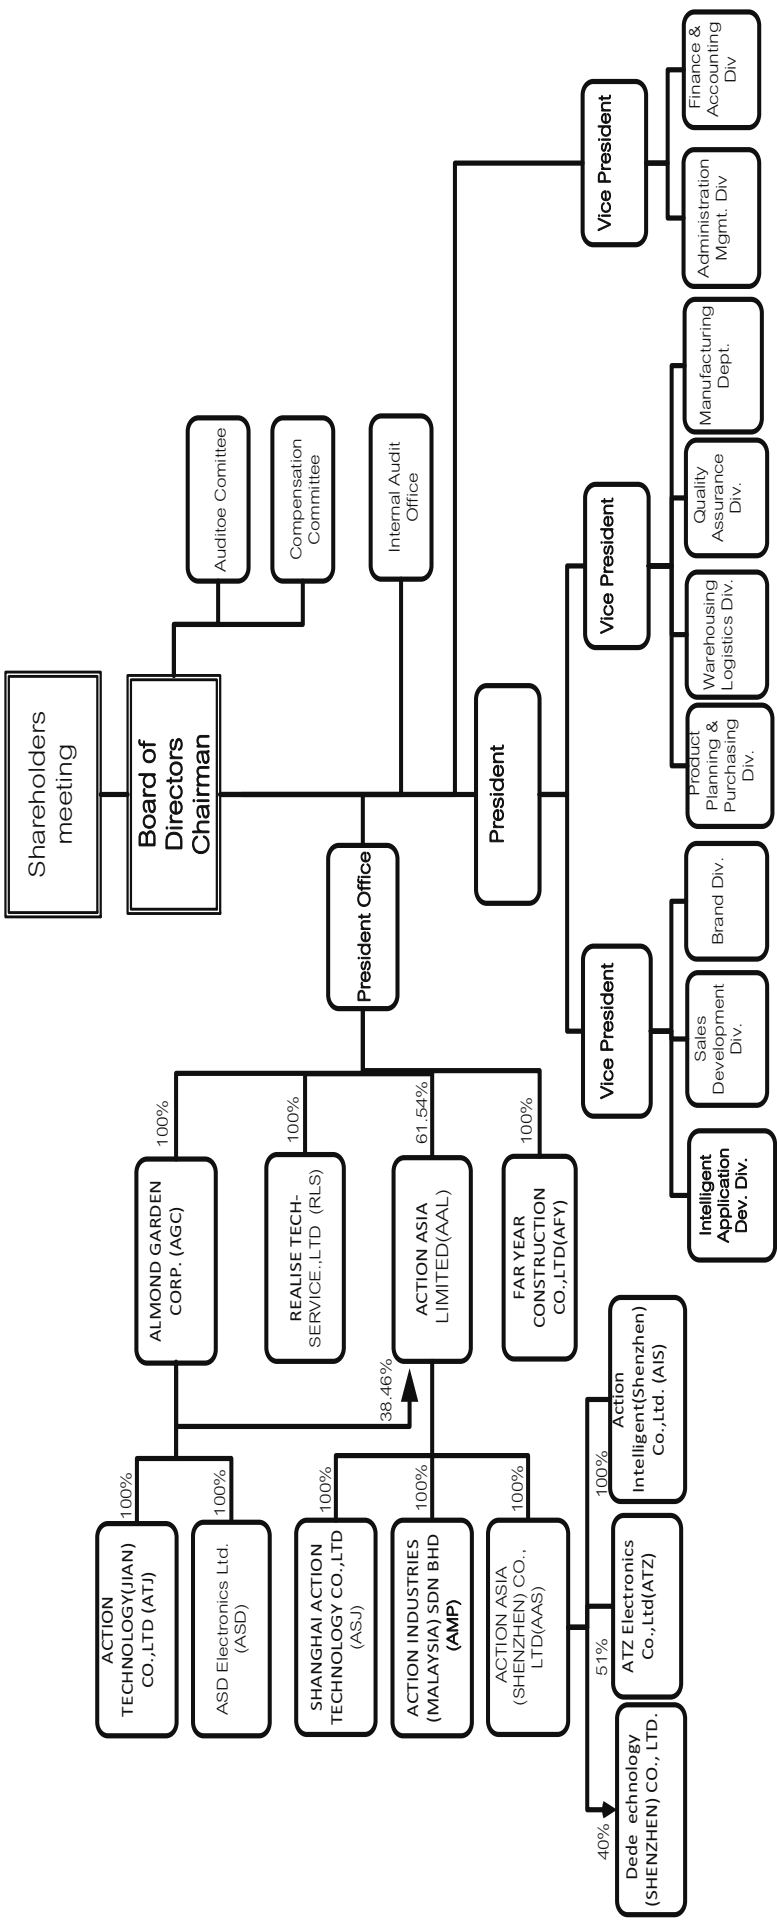 Shareholders
meeting
Board of
Directors
Chairman
Auditoe Comittee
Compensation
Committee
Internal Audit
Office
President Office
President
100%
ALMOND GARDEN
CORP. (AGC)
100%
REALISE TECH-
SERVICE.,LTD (RLS)
61.54%
ACTION ASIA
LIMITED(AAL)
100%
FAR YEAR
CONSTRUCTION
CO.,LTD(AFY)
38.46%
100%
ACTION
TECHNOLOGY(JIAN)
CO.,LTD (ATJ)
100%
ASD Electronics Ltd.
(ASD)
100%
SHANGHAI ACTION
TECHNOLOGY CO.,LTD
(ASJ)
100%
ACTION INDUSTRIES
(MALAYSIA) SDN BHD
(AMP)
100%
ACTION ASIA
(SHENZHEN) CO.,
LTD(AAS)
40%
Dede echnology
(SHENZHEN) CO., LTD.
51%
ATZ Electronics
Co.,Ltd(ATZ)
100%
Action
Intelligent(Shenzhen)
Co.,Ltd. (AIS)
Vice President
Intelligent
Application
Dev. Div.
Sales
Development
Div.
Brand Div.
Vice President
Product
Planning &
Purchasing
Div.
Warehousing
Logistics Div.
Quality
Assurance
Div.
Manufacturing
Dept.
Vice President
Administration
Mgmt. Div
Finance &
Accounting
Div